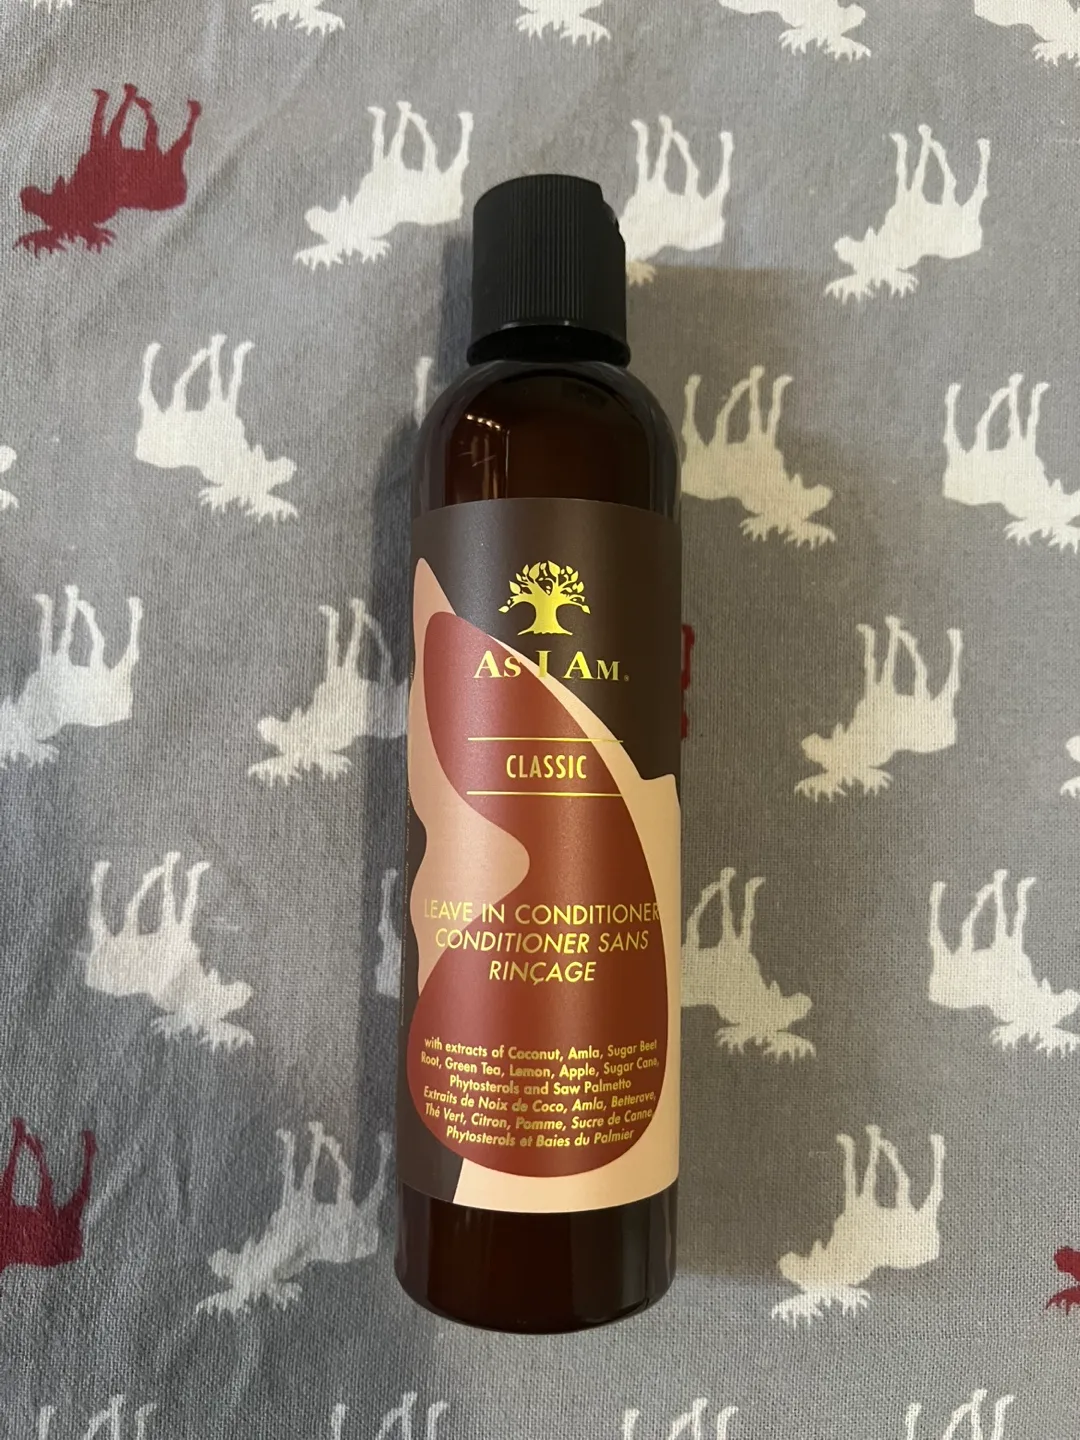 AS I AM®
CLASSIC
LEAVE IN CONDITIONER
CONDITIONER SANS
RINÇAGE
with extracts of Coconut, Amla, Sugar Beet
Root, Green Tea, Lemon, Apple, Sugar Cane,
Phytosterols and Saw Palmetto
Extraits de Noix de Coco, Amla, Betterave,
Thé Vert, Citron, Pomme, Sucre de Canne,
Phytosterols et Baies du Palmier